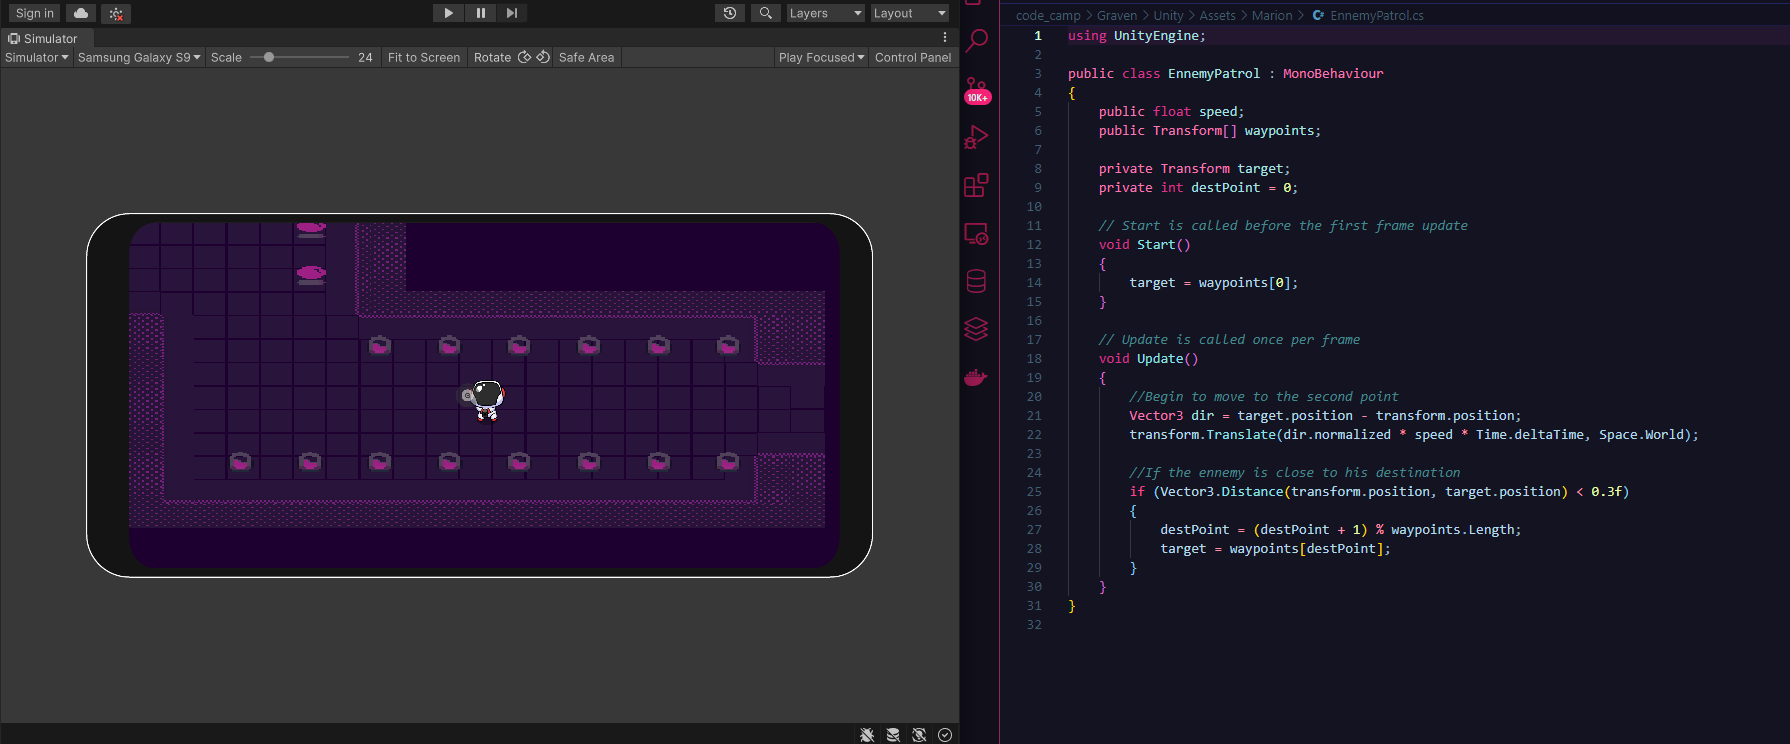 Sign in
Layers
Layout
Simulator
Simulator
Samsung Galaxy S9
Scale
24
Fit to Screen
Rotate
Safe Area
Play Focused
Control Panel
10K+
code_camp > Graven > Unity > Assets > Marion > EnnemyPatrol.cs
1 using UnityEngine;
2
3 public class EnnemyPatrol : MonoBehaviour
4 {
5 public float speed;
6 public Transform[] waypoints;
7
8 private Transform target;
9 private int destPoint = 0;
10
11 // Start is called before the first frame update
12 void Start()
13 {
14 target = waypoints[0];
15 }
16
17 // Update is called once per frame
18 void Update()
19 {
20 //Begin to move to the second point
21 Vector3 dir = target.position - transform.position;
22 transform.Translate(dir.normalized * speed * Time.deltaTime, Space.World);
23
24 //If the ennemy is close to his destination
25 if (Vector3.Distance(transform.position, target.position) < 0.3f)
26 {
27 destPoint = (destPoint + 1) % waypoints.Length;
28 target = waypoints[destPoint];
29 }
30 }
31 }
32